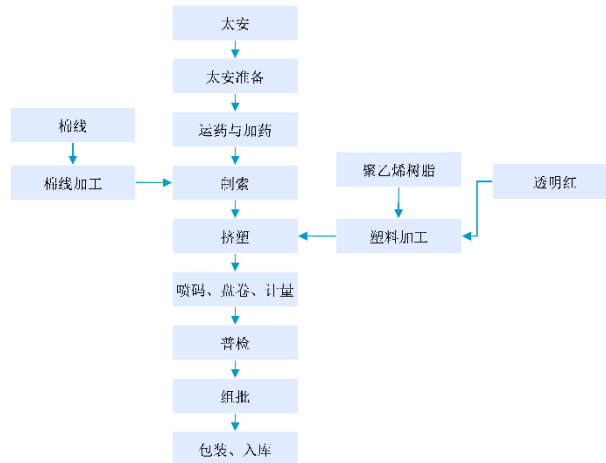 太安
太安准备
棉线
运药与加药
聚乙烯树脂
透明红
棉线加工
制索
挤塑
塑料加工
喷码、盘卷、计量
普检
组批
包装、入库